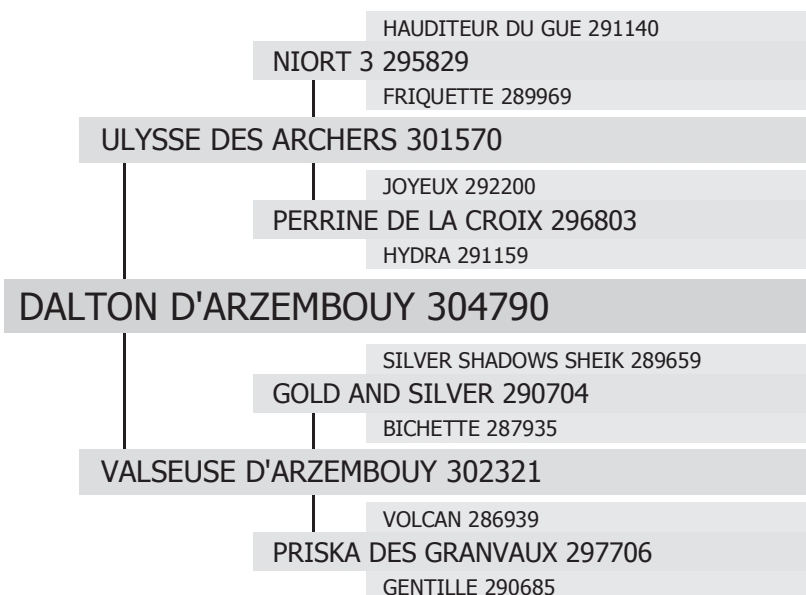 HAUDITEUR DU GUE 291140
NIORT 3 295829
FRIQUETTE 289969
ULYSSE DES ARCHERS 301570
JOYEUX 292200
PERRINE DE LA CROIX 296803
HYDRA 291159
DALTON D'ARZEMBOUY 304790
SILVER SHADOWS SHEIK 289659
GOLD AND SILVER 290704
BICHETTE 287935
VALSEUSE D'ARZEMBOUY 302321
VOLCAN 286939
PRISKA DES GRANVAUX 297706
GENTILLE 290685